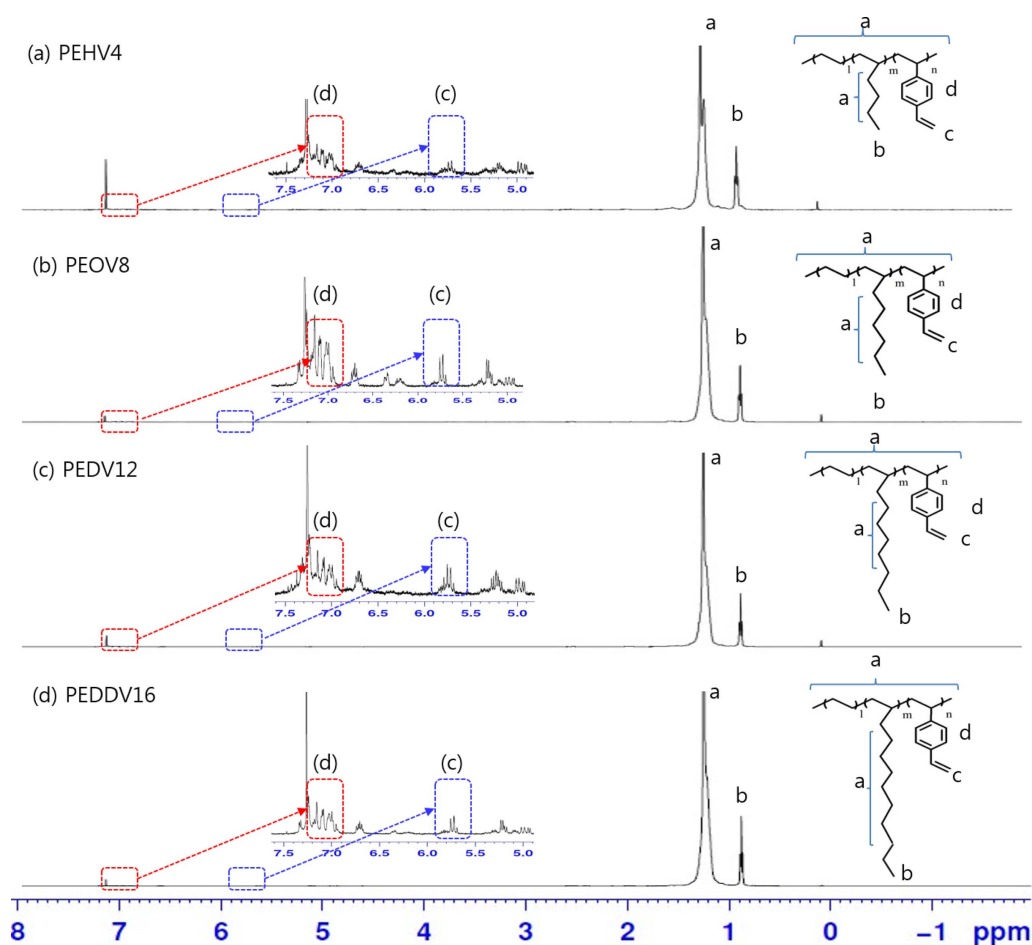 a
(a) PEHV4
l m n
(d) (c)
a d
b
c
a
b
7.5 7.0 6.5 6.0 5.5 5.0
a
(b) PEOV8
a
l m n
(d) (c)
d
a
b
c
b
7.5 7.0 6.5 6.0 5.5 5.0
a
(c) PEDV12
a
l m n
(d) (c)
a d
c
b
b
7.5 7.0 6.5 6.0 5.5 5.0
a
(d) PEDDV16
a
l m n
d
(d) (c)
a
c
b
b
7.5 7.0 6.5 6.0 5.5 5.0
8 7 6 5 4 3 2 1 0 -1 ppm